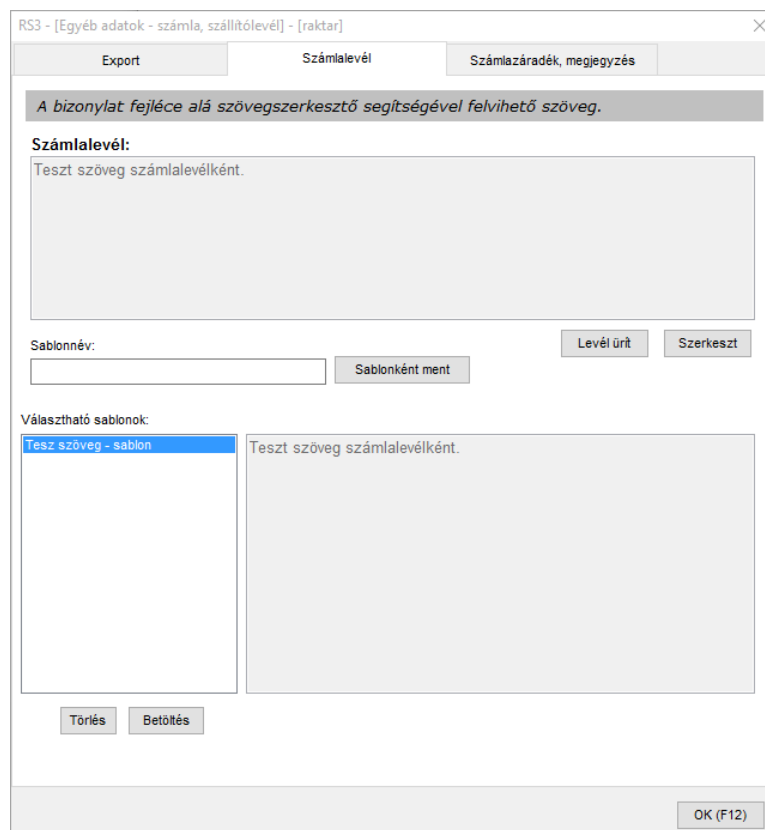 RS3 - [Egyéb adatok - számla, szállítólevél] - [raktar]
Export Számlalevél Számlazáradék, megjegyzés
A bizonylat fejléce alá szövegszerkesztő segítségével felvihető szöveg.
Számlalevél:
Teszt szöveg számlalevélként.
Levél ürít Szerkeszt
Sablonnév:
Sablonként ment
Választható sablonok:
Tesz szöveg - sablon
Teszt szöveg számlalevélként.
Törlés Betöltés
OK (F12)